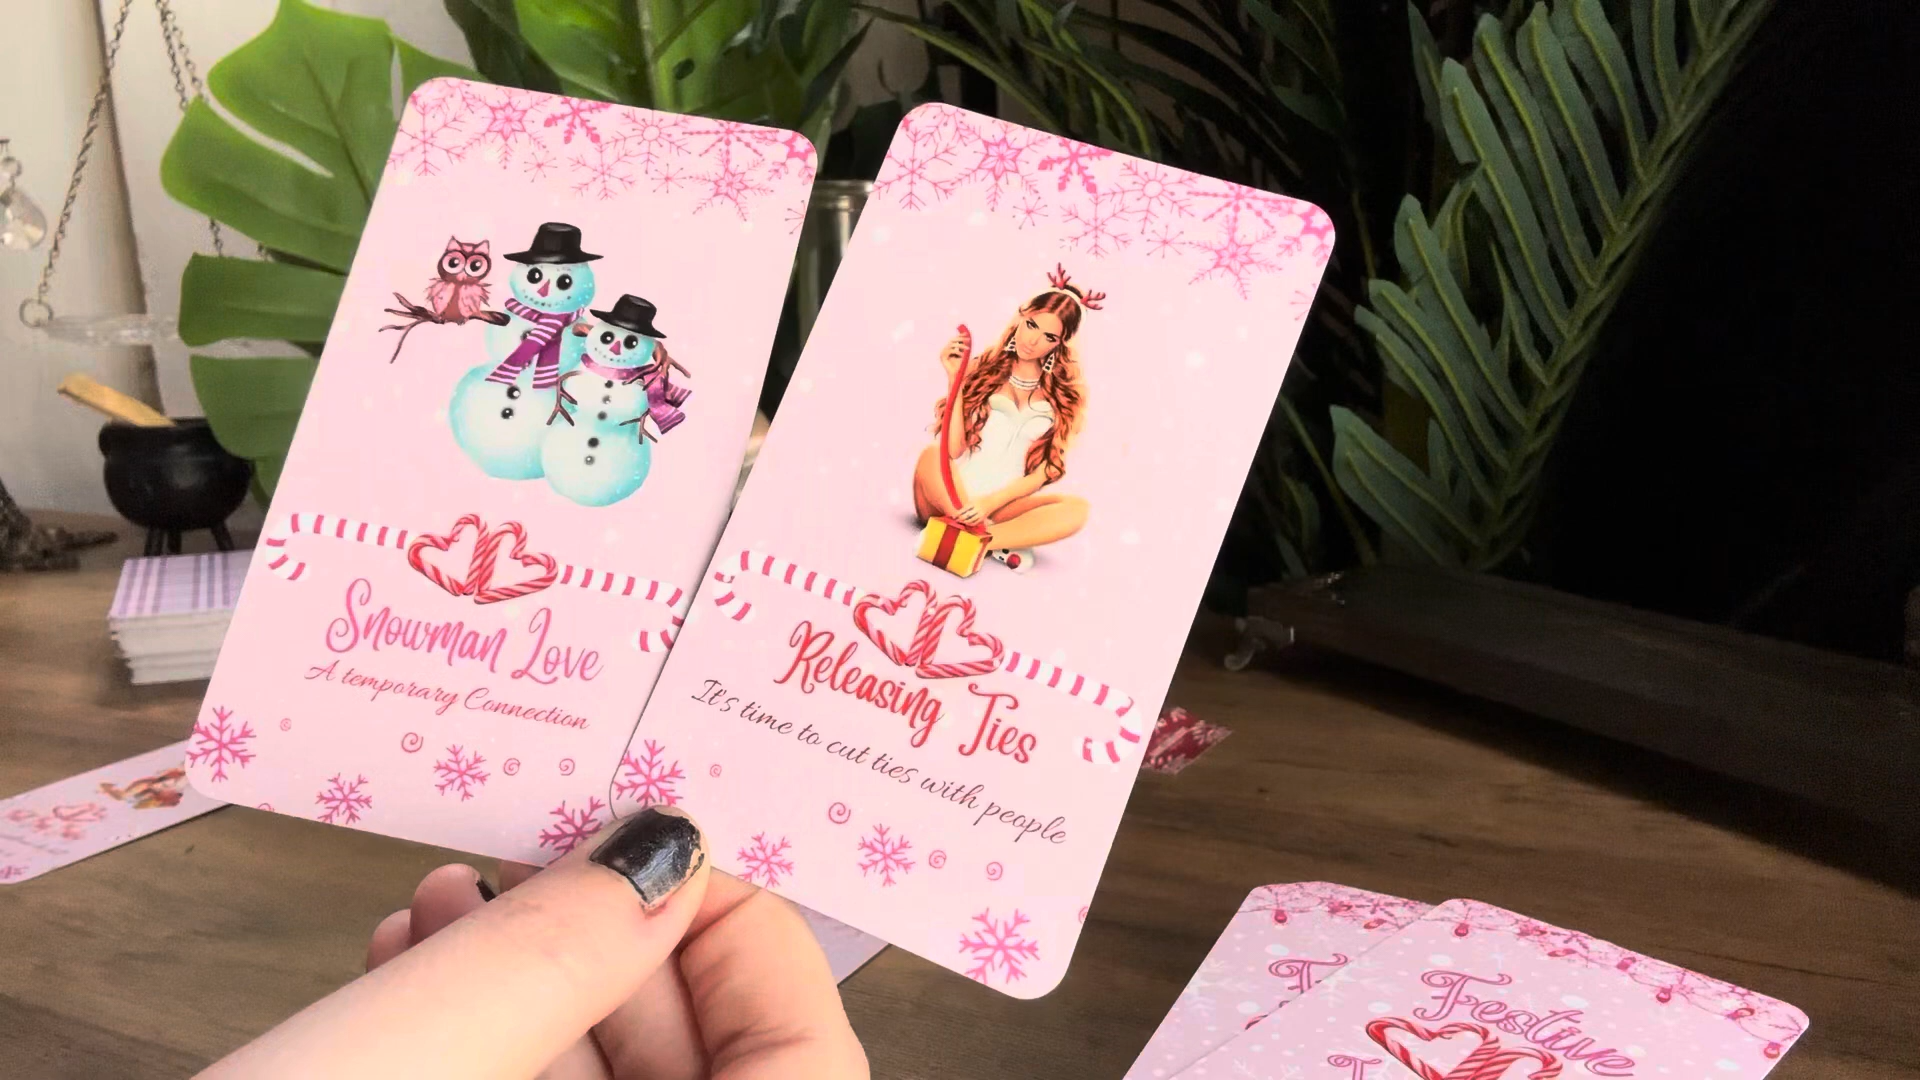 Snowman Love
A temporary Connection
Releasing Ties
It's time to cut ties with people
Festive